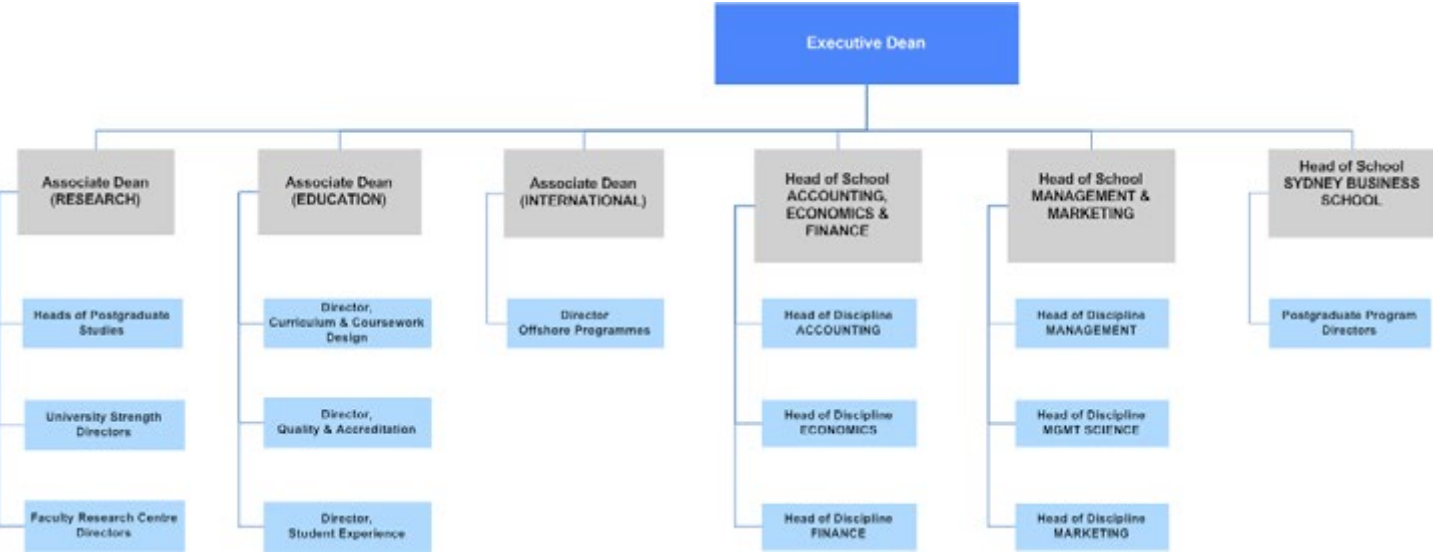 Executive Dean
Associate Dean
(RESEARCH)
Associate Dean
(EDUCATION)
Associate Dean
(INTERNATIONAL)
Head of School
ACCOUNTING,
ECONOMICS &
FINANCE
Head of School
MANAGEMENT &
MARKETING
Head of School
SYDNEY BUSINESS
SCHOOL
Heads of Postgraduate
Studies
Director,
Curriculum & Coursework
Design
Director
Offshore Programmes
Head of Discipline
ACCOUNTING
Head of Discipline
MANAGEMENT
Postgraduate Program
Directors
University Strength
Directors
Director,
Quality & Accreditation
Head of Discipline
ECONOMICS
Head of Discipline
MGMT SCIENCE
Faculty Research Centre
Directors
Director,
Student Experience
Head of Discipline
FINANCE
Head of Discipline
MARKETING